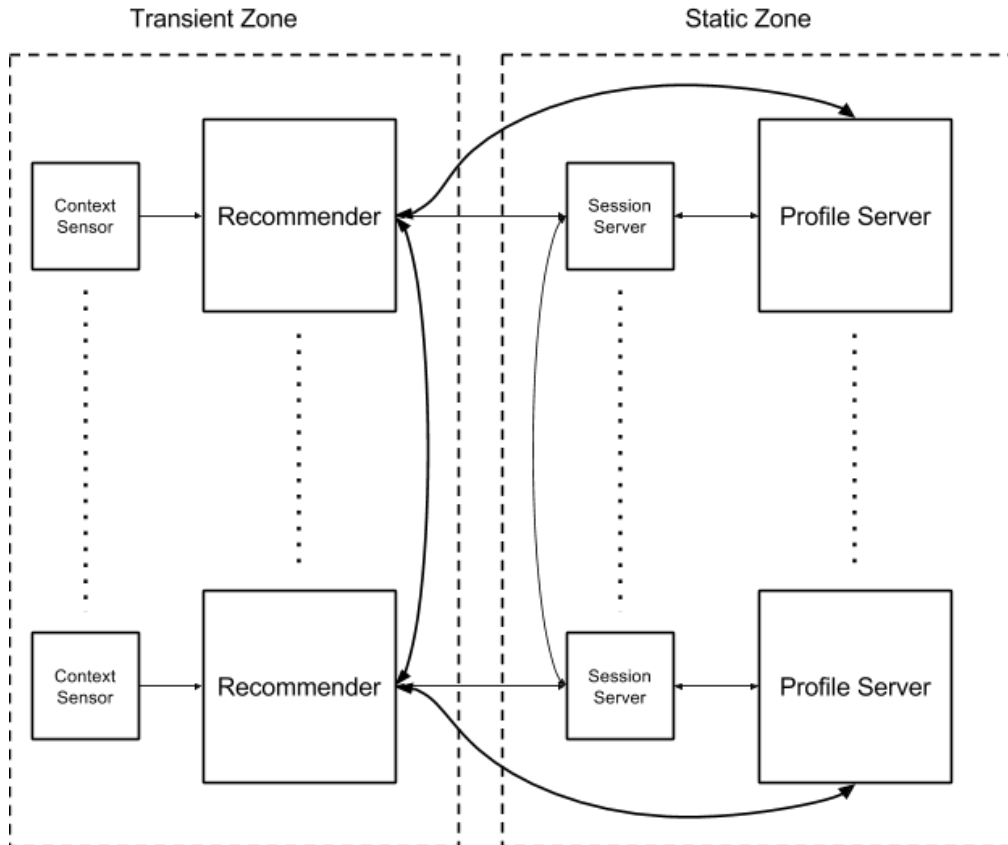 Transient Zone
Static Zone
Context
Sensor
Recommender
Session
Server
Profile Server
Context
Sensor
Recommender
Session
Server
Profile Server